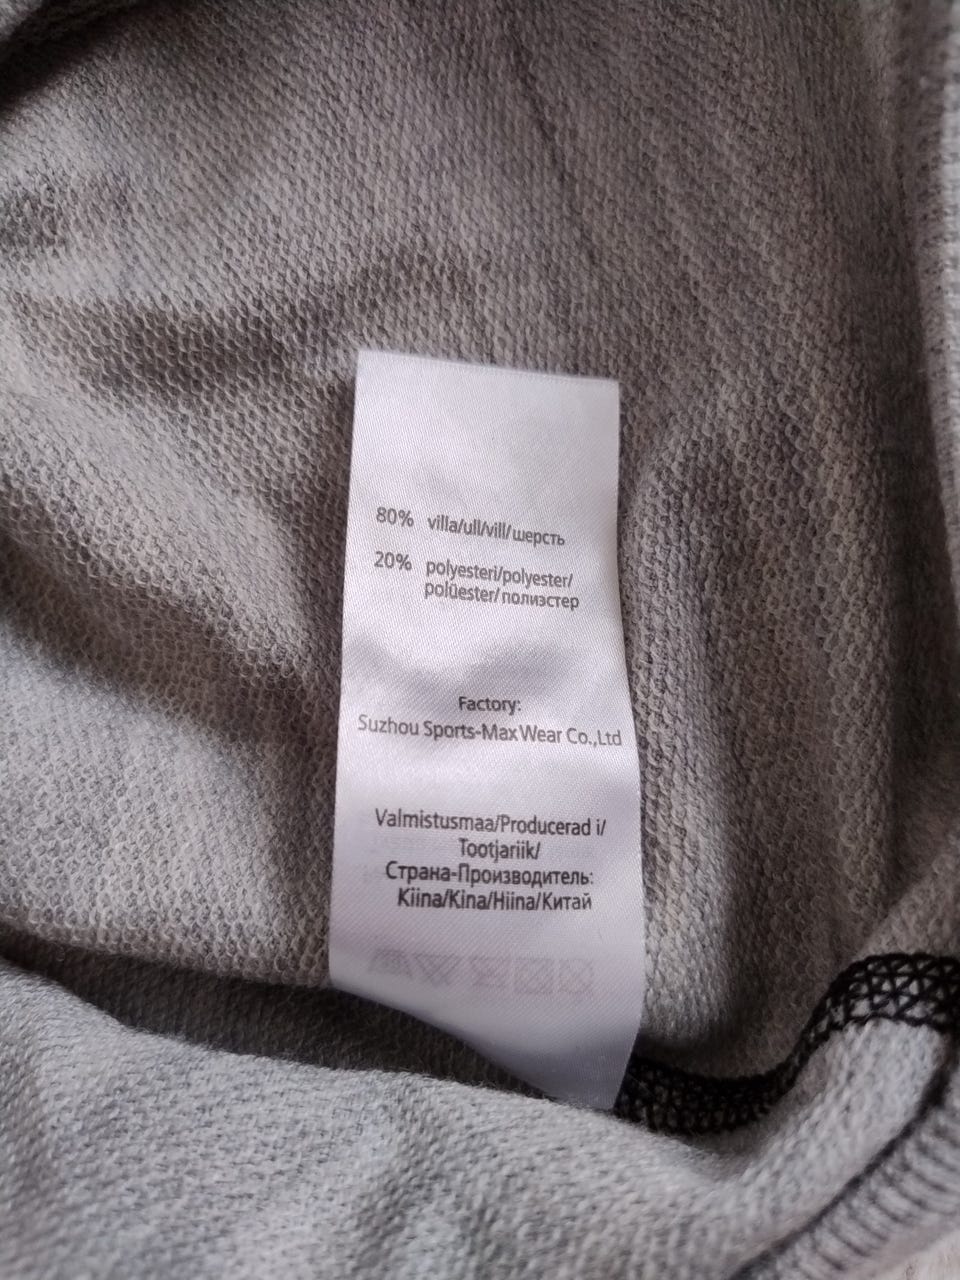 80% villa/ull/vill/шерсть
20% polyesteri/polyester/
polüester/полиэстер
Factory:
Suzhou Sports-Max Wear Co.,Ltd
Valmistusmaa/Producerad i/
Tootjariik/
Страна-Производитель:
Kiina/Kina/Hiina/Китай